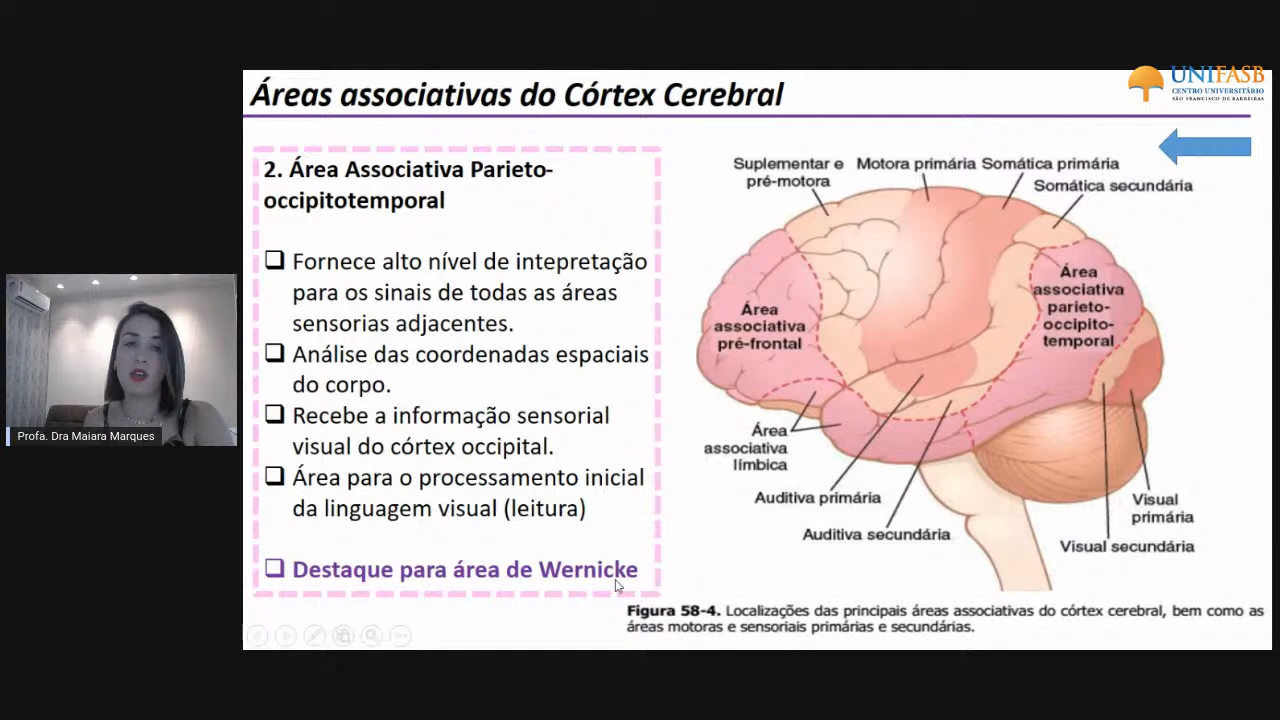 Áreas associativas do Córtex Cerebral
UNIFASB
CENTRO UNIVERSITÁRIO
SÃO FRANCISCO DE BARREIRAS
2. Área Associativa Parieto-
occipitotemporal
Fornece alto nível de intepretação
para os sinais de todas as áreas
sensorias adjacentes.
Análise das coordenadas espaciais
do corpo.
Recebe a informação sensorial
visual do córtex occipital.
Área para o processamento inicial
da linguagem visual (leitura)
Destaque para área de Wernicke
Suplementar e
pré-motora
Motora primária
Somática primária
Somática secundária
Área
associativa
pré-frontal
Área
associativa
parieto-
occipito-
temporal
Área
associativa
límbica
Auditiva primária
Auditiva secundária
Visual
primária
Visual secundária
Figura 58-4. Localizações das principais áreas associativas do córtex cerebral, bem como as
áreas motoras e sensoriais primárias e secundárias.
Profa. Dra Maiara Marques